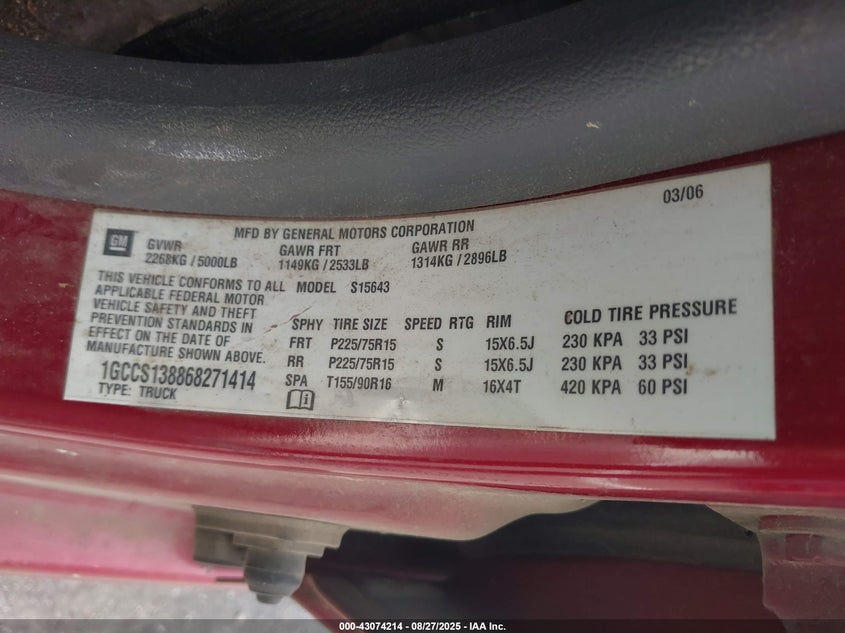 03/06
MFD BY GENERAL MOTORS CORPORATION
GM GVWR GAWR FRT GAWR RR
2268KG / 5000LB 1149KG / 2533LB 1314KG / 2896LB
THIS VEHICLE CONFORMS TO ALL MODEL S15643
APPLICABLE FEDERAL MOTOR
VEHICLE SAFETY AND THEFT
PREVENTION STANDARDS IN
EFFECT ON THE DATE OF
MANUFACTURE SHOWN ABOVE.
1GCCS138868271414
TYPE: TRUCK
SPHY TIRE SIZE SPEED RTG RIM COLD TIRE PRESSURE
FRT P225/75R15 S 15X6.5J 230 KPA 33 PSI
RR P225/75R15 S 15X6.5J 230 KPA 33 PSI
SPA T155/90R16 M 16X4T 420 KPA 60 PSI
000-43074214 - 08/27/2025 - IAA Inc.